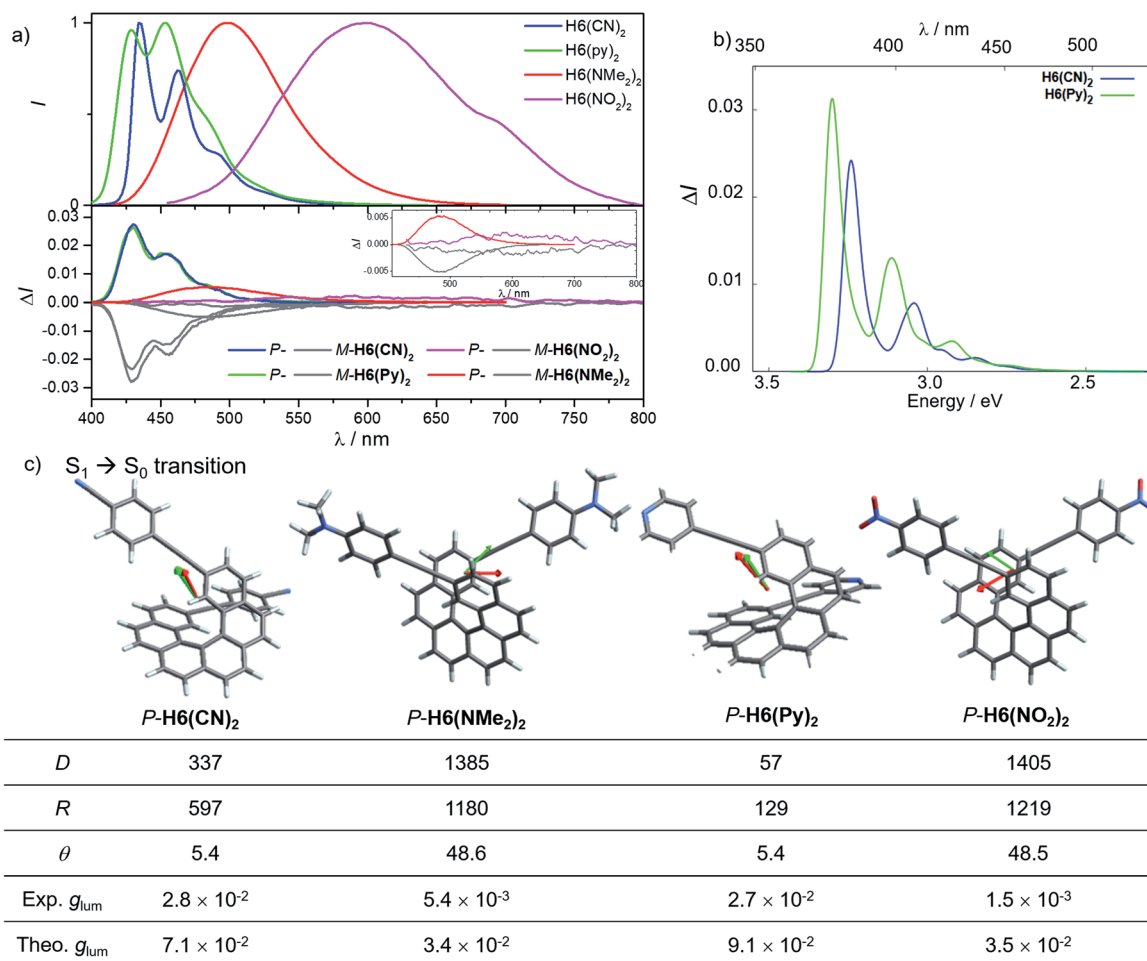 a)
I
1
0
H6(CN)₂
H6(py)₂
H6(NMe₂)₂
H6(NO₂)₂
ΔI
0.03
0.02
0.01
0.00
-0.01
-0.02
-0.03
ΔI
0.005
0.000
-0.005
500 600 700 800
λ / nm
P- M-H6(CN)₂ P- M-H6(NO₂)₂
P- M-H6(Py)₂ P- M-H6(NMe₂)₂
400 450 500 550 600 650 700 750 800
λ / nm
b)
λ / nm
350 400 450 500
H6(CN)₂
H6(Py)₂
ΔI
0.03
0.02
0.01
0.00
3.5 3.0 2.5
Energy / eV
c) S₁ → S₀ transition
P-H6(CN)₂ P-H6(NMe₂)₂ P-H6(Py)₂ P-H6(NO₂)₂
D 337 1385 57 1405
R 597 1180 129 1219
θ 5.4 48.6 5.4 48.5
Exp. g_lum 2.8 × 10⁻² 5.4 × 10⁻³ 2.7 × 10⁻² 1.5 × 10⁻³
Theo. g_lum 7.1 × 10⁻² 3.4 × 10⁻² 9.1 × 10⁻² 3.5 × 10⁻²